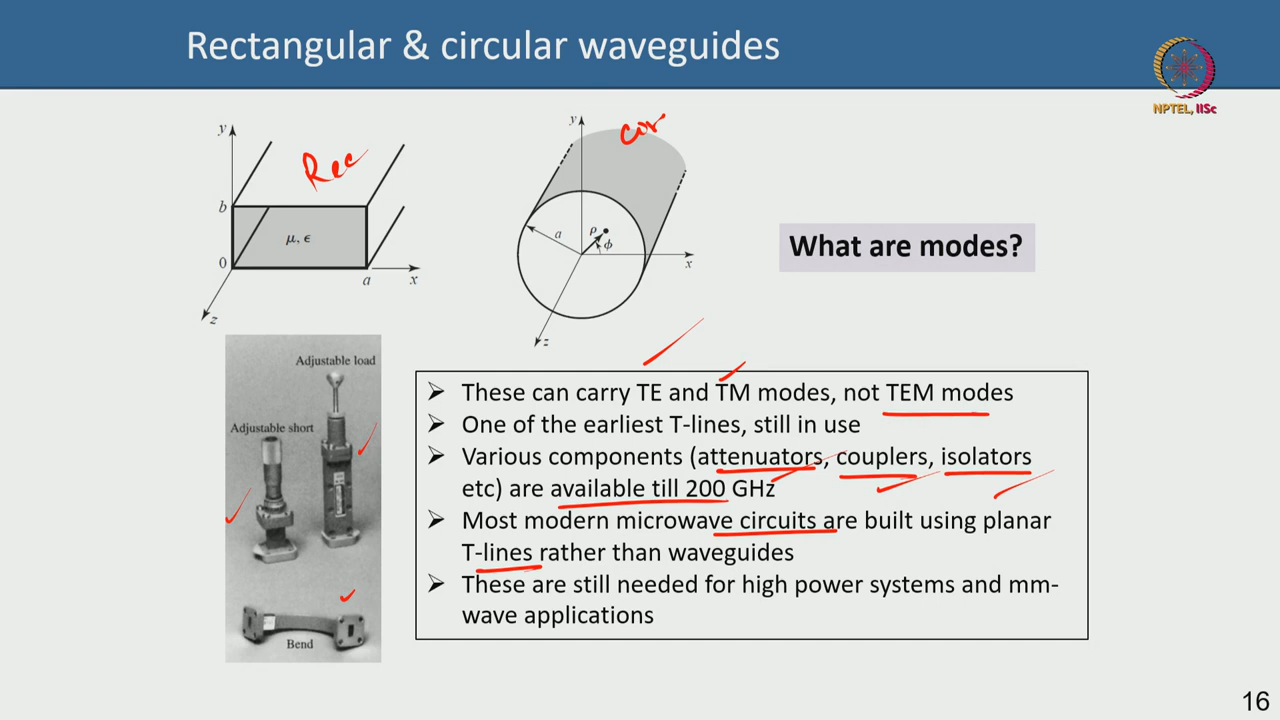 Rectangular & circular waveguides
NPTEL, IISc
y
b
0
μ, ϵ
a
x
z
Rec
y
a
ρ
ϕ
x
z
Cir
What are modes?
Adjustable load
Adjustable short
Bend
➢ These can carry TE and TM modes, not TEM modes
➢ One of the earliest T-lines, still in use
➢ Various components (attenuators, couplers, isolators
etc) are available till 200 GHz
➢ Most modern microwave circuits are built using planar
T-lines rather than waveguides
➢ These are still needed for high power systems and mm-
wave applications
16